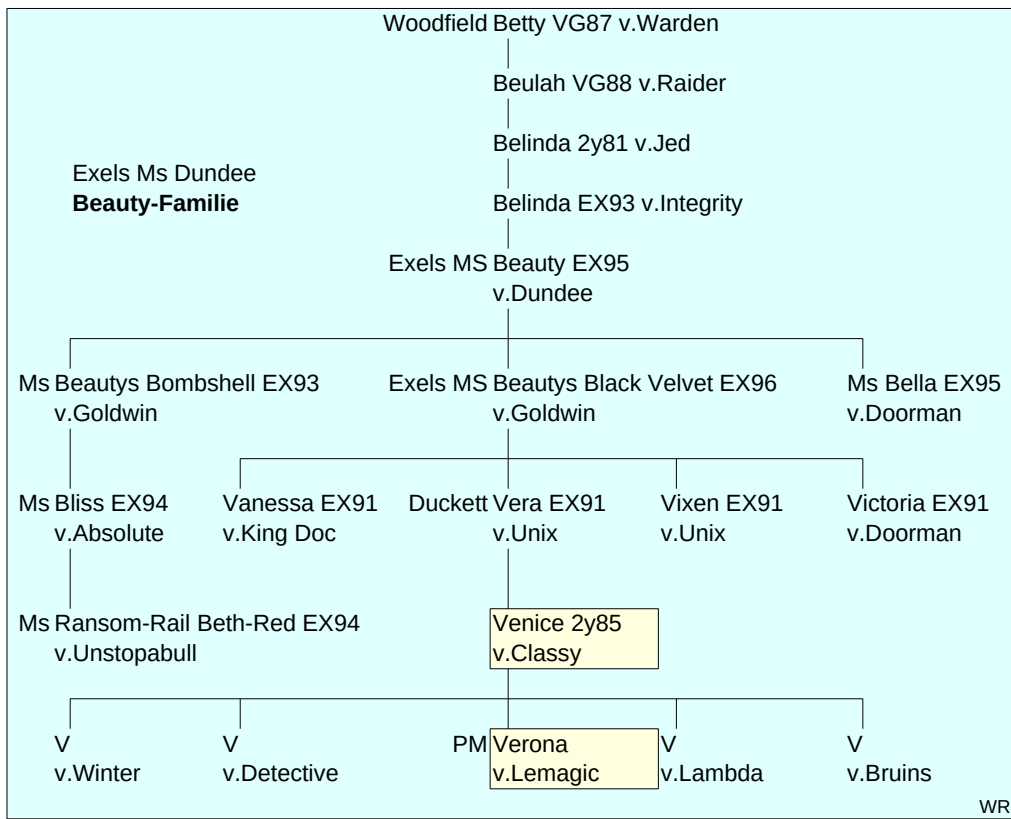 Woodfield Betty VG87 v.Warden
Beulah VG88 v.Raider
Belinda 2y81 v.Jed
Exels Ms Dundee
Beauty-Familie
Belinda EX93 v.Integrity
Exels MS Beauty EX95
v.Dundee
Ms Beautys Bombshell EX93
v.Goldwin
Exels MS Beautys Black Velvet EX96
v.Goldwin
Ms Bella EX95
v.Doorman
Ms Bliss EX94
v.Absolute
Vanessa EX91
v.King Doc
Duckett Vera EX91
v.Unix
Vixen EX91
v.Unix
Victoria EX91
v.Doorman
Ms Ransom-Rail Beth-Red EX94
v.Unstopabull
Venice 2y85
v.Classy
V
v.Winter
V
v.Detective
PM Verona
v.Lemagic
V
v.Lambda
V
v.Bruins
WR